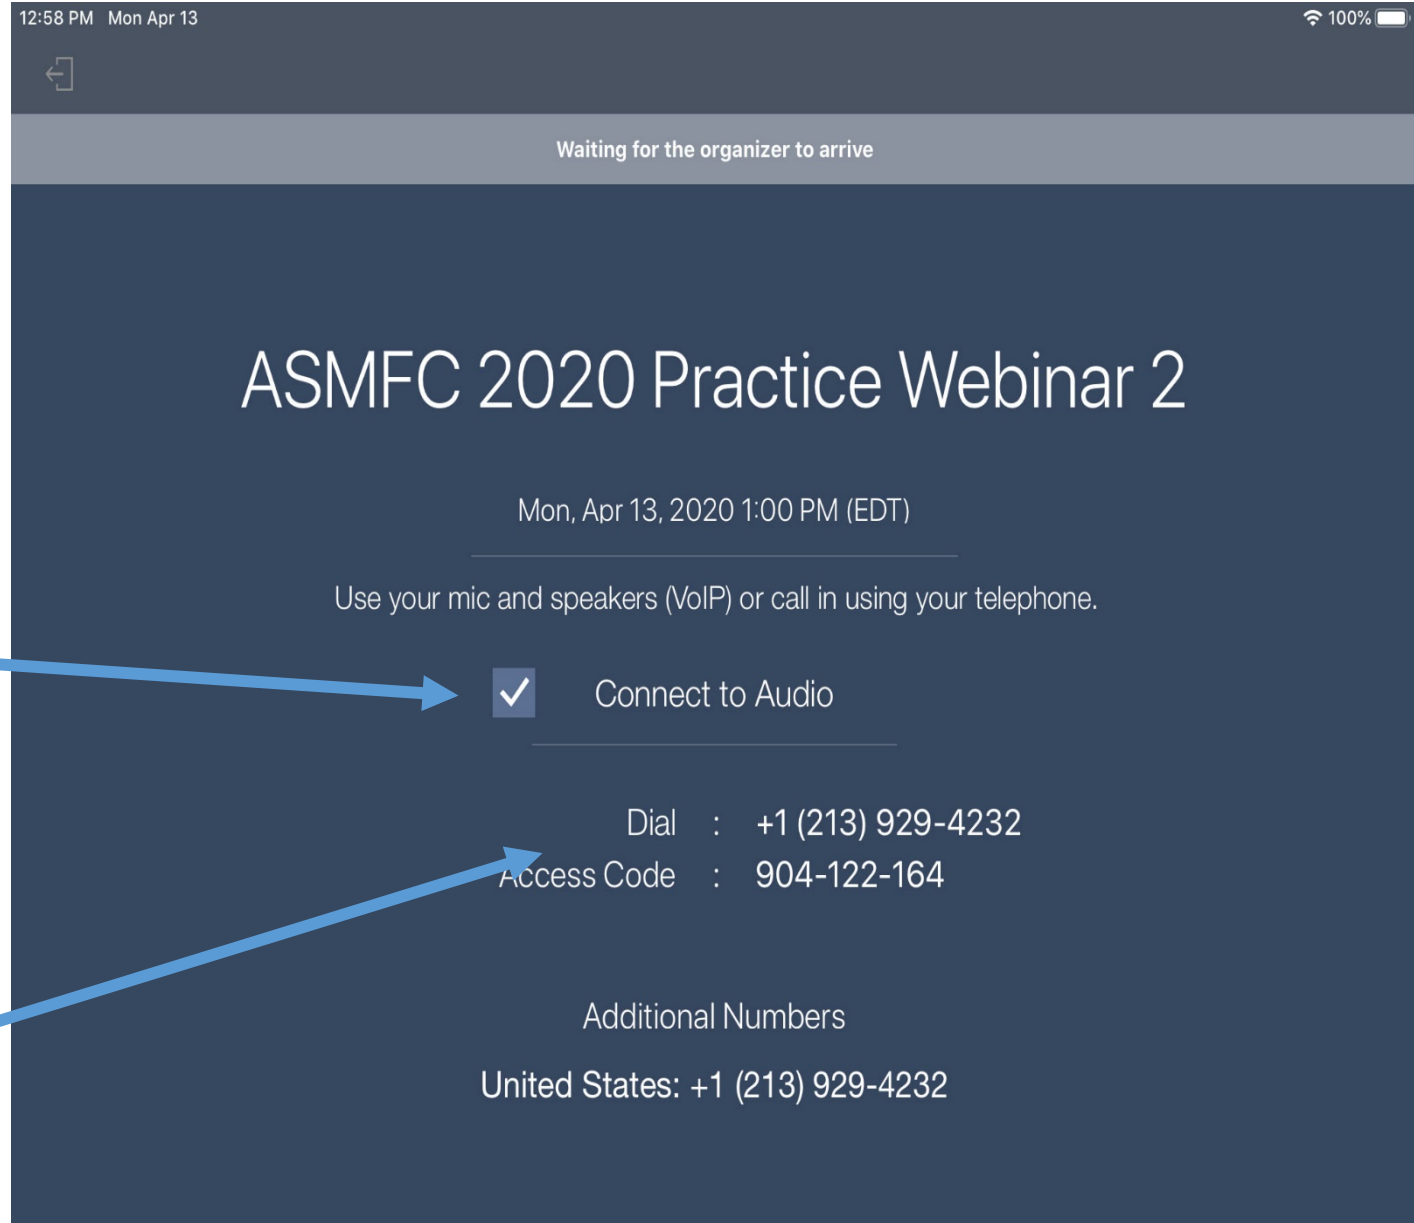 12:58 PM Mon Apr 13 100%
Waiting for the organizer to arrive
ASMFC 2020 Practice Webinar 2
Mon, Apr 13, 2020 1:00 PM (EDT)
Use your mic and speakers (VoIP) or call in using your telephone.
Connect to Audio
Dial : +1 (213) 929-4232
Access Code : 904-122-164
Additional Numbers
United States: +1 (213) 929-4232